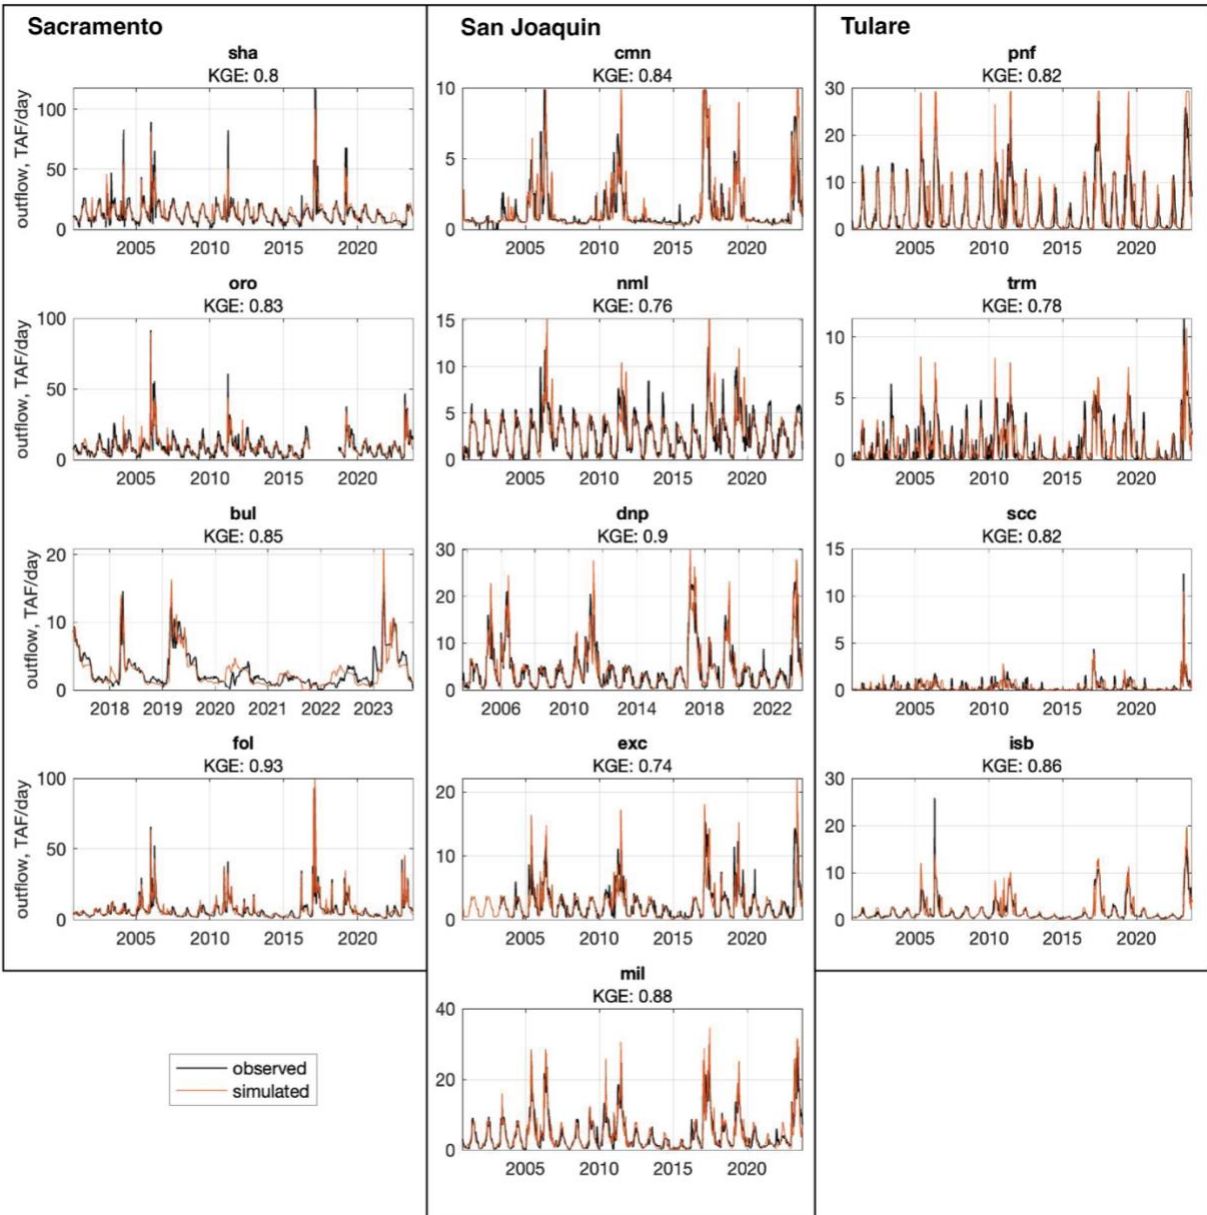 Sacramento
sha
KGE: 0.8
outflow, TAF/day
100
50
0
2005 2010 2015 2020
oro
KGE: 0.83
outflow, TAF/day
100
50
0
2005 2010 2015 2020
bul
KGE: 0.85
outflow, TAF/day
20
10
0
2018 2019 2020 2021 2022 2023
fol
KGE: 0.93
outflow, TAF/day
100
50
0
2005 2010 2015 2020
observed
simulated
San Joaquin
cmn
KGE: 0.84
10
5
0
2005 2010 2015 2020
nml
KGE: 0.76
15
10
5
0
2005 2010 2015 2020
dnp
KGE: 0.9
30
20
10
0
2006 2010 2014 2018 2022
exc
KGE: 0.74
20
10
0
2005 2010 2015 2020
mil
KGE: 0.88
40
20
0
2005 2010 2015 2020
Tulare
pnf
KGE: 0.82
30
20
10
0
2005 2010 2015 2020
trm
KGE: 0.78
10
5
0
2005 2010 2015 2020
scc
KGE: 0.82
15
10
5
0
2005 2010 2015 2020
isb
KGE: 0.86
30
20
10
0
2005 2010 2015 2020